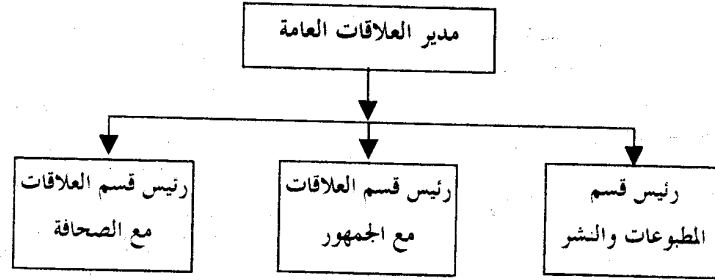 مدير العلاقات العامة
رئيس قسم
المطبوعات والنشر
رئيس قسم العلاقات
مع الجمهور
رئيس قسم العلاقات
مع الصحافة